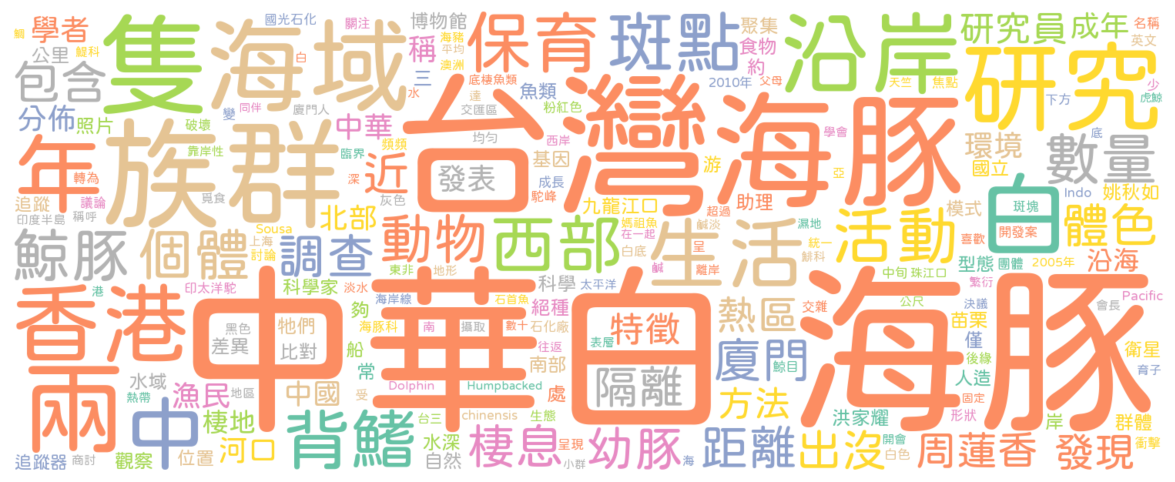 學者 國光石化 關注 博物館 聚集 研究員 成年 名稱
鯛 鯷科 隻 海域 白 海豬 平均 澳洲 稱 保育 斑點 食物 約 沿岸 天竺 焦點 英文 少
公里 包含 同伴 三 底棲魚類 魚類 2010年 父母 研究 虎鯨
分佈 照片 破壞 變 廈門人 水 達 交匯區 粉紅色 下方
靠岸性 中華 類類 均勻 西岸 台灣 海豚 學會 底 數量
年 轉為 族群 臨界 近 發表 基因 游 亞 環境 國立
追蹤 議論 覓食 深 灰色 成長 駝峰 超過 助理 模式 Indo 姚秋如
印度半島 稱呼 北部 九龍江口 鹹淡 濕地 白 斑塊
鯨豚 個體 Sousa 上海 討論 調查 動物 西部 媽祖魚 在一起 白底 生活 呈 統一 活動 喜歡 開發案 體色
港 科學家 東非 地形 鹹 離岸 鯕科 型態 團體 2005年 沿海
印太洋駝 淡水 科學 太平洋 中旬 珠江口 繁衍
香港 中華 海岸線 夠 石首魚 絕種 白 特徵 熱區 交雜 海豚 公尺 決議 會長 Pacific
黑色 差異 牠們 比對 海豚科 南 攝取 數十 石化廠 表層 苗栗 僅 後緣 衛星
船 往返 南部 廈門 鯨目 人造 育子
兩 水域 熱帶 漁民 地區 中國 常 受 Dolphin Humpbacked 處 隔離 方法 形狀 固定
中 棲地 背鰭 台三 chinensis 生態 洪家耀 岸 群體
追蹤器 商討 觀察 位置 河口 水深 自然 棲息 呈現 小群 幼豚 海 距離 出沒 開會 白色 周蓮香 發現 衝擊